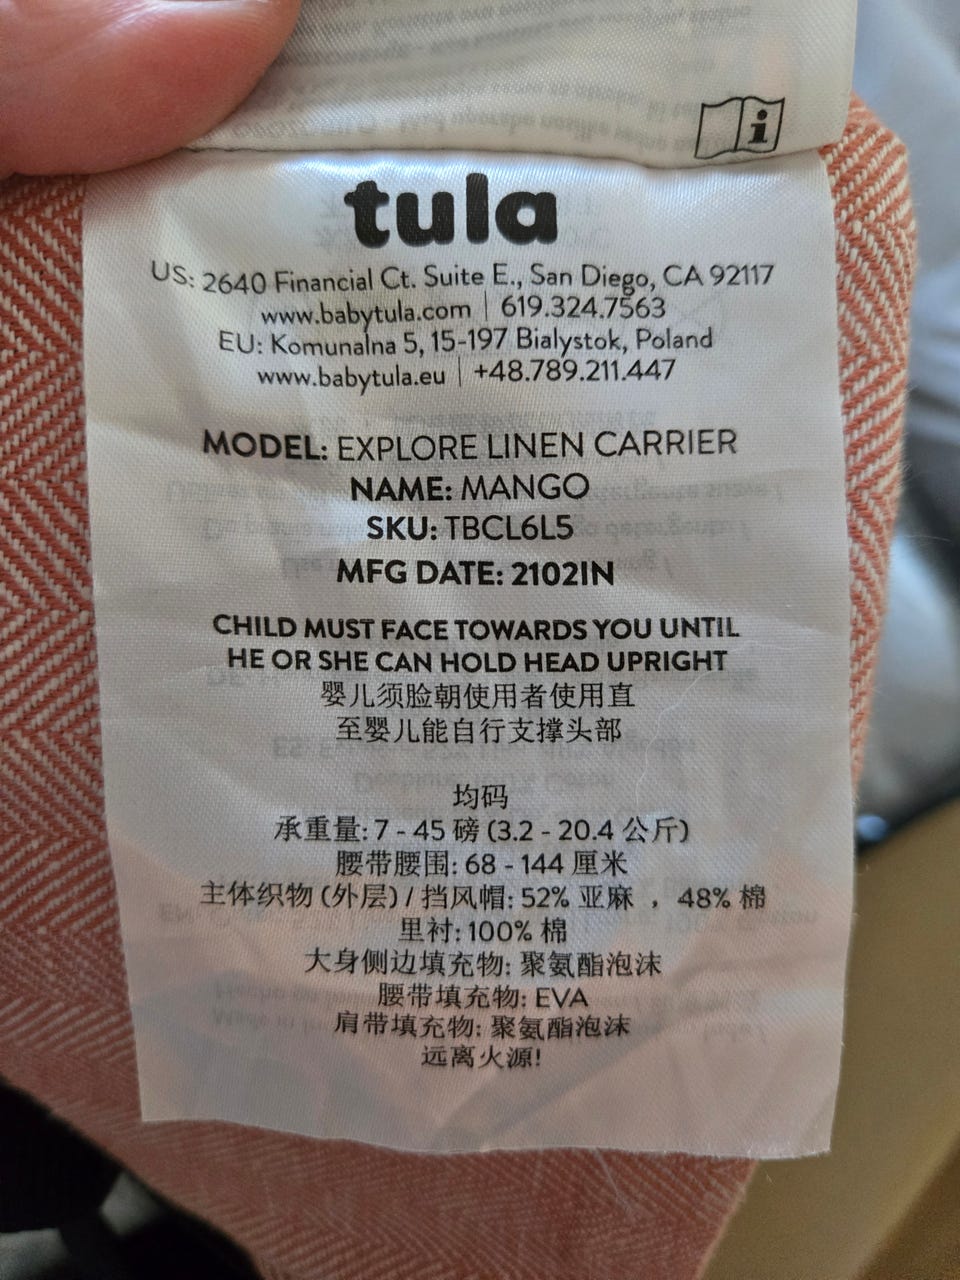 tula
US: 2640 Financial Ct. Suite E., San Diego, CA 92117
www.babytula.com | 619.324.7563
EU: Komunalna 5, 15-197 Bialystok, Poland
www.babytula.eu | +48.789.211.447
MODEL: EXPLORE LINEN CARRIER
NAME: MANGO
SKU: TBCL6L5
MFG DATE: 2102IN
CHILD MUST FACE TOWARDS YOU UNTIL
HE OR SHE CAN HOLD HEAD UPRIGHT
婴儿须脸朝使用者使用直
至婴儿能自行支撑头部
均码
承重量: 7 - 45 磅 (3.2 - 20.4 公斤)
腰带腰围: 68 - 144 厘米
主体织物 (外层) / 挡风帽: 52% 亚麻 ，48% 棉
里衬: 100% 棉
大身侧边填充物: 聚氨酯泡沫
腰带填充物: EVA
肩带填充物: 聚氨酯泡沫
远离火源!